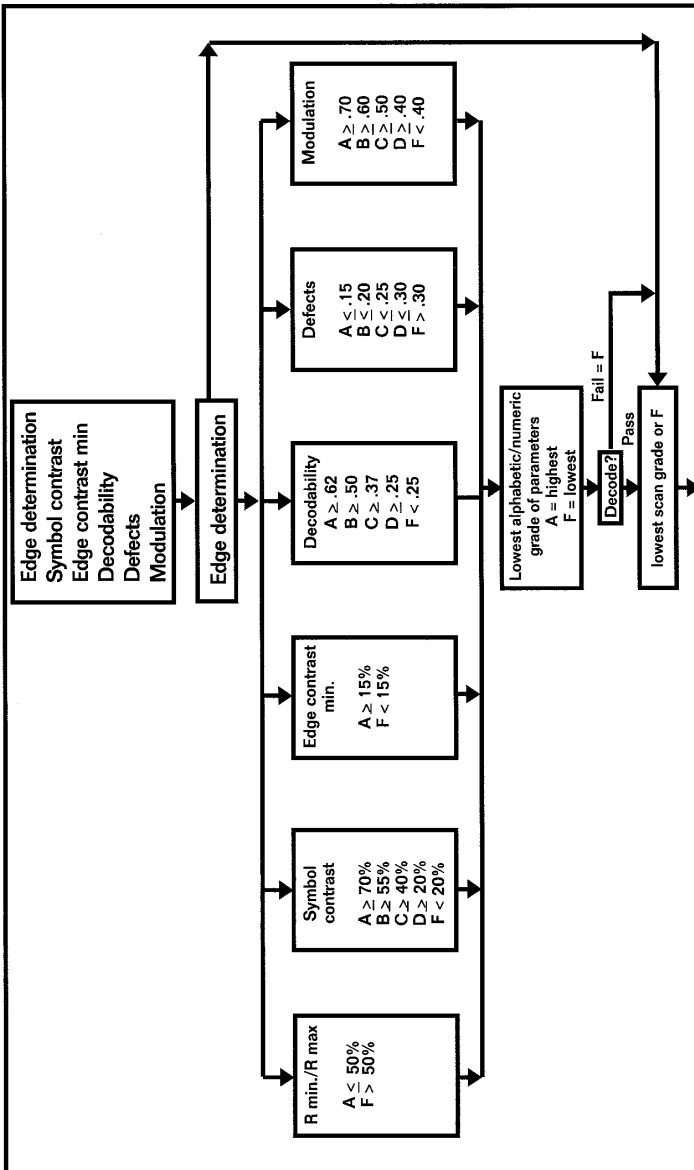 Edge determination
Symbol contrast
Edge contrast min
Decodability
Defects
Modulation
Edge determination
R min./R max
A ≤ 50%
F > 50%
Symbol
contrast
A ≥ 70%
B ≥ 55%
C ≥ 40%
D ≥ 20%
F < 20%
Edge contrast
min.
A ≥ 15%
F < 15%
Decodability
A ≥ .62
B ≥ .50
C ≥ .37
D ≥ .25
F < .25
Defects
A ≤ .15
B ≤ .20
C ≤ .25
D ≤ .30
F > .30
Modulation
A ≥ .70
B ≥ .60
C ≥ .50
D ≥ .40
F < .40
Lowest alphabetic/numeric
grade of parameters
A = highest
F = lowest
Decode?
Fail = F
Pass
lowest scan grade or F